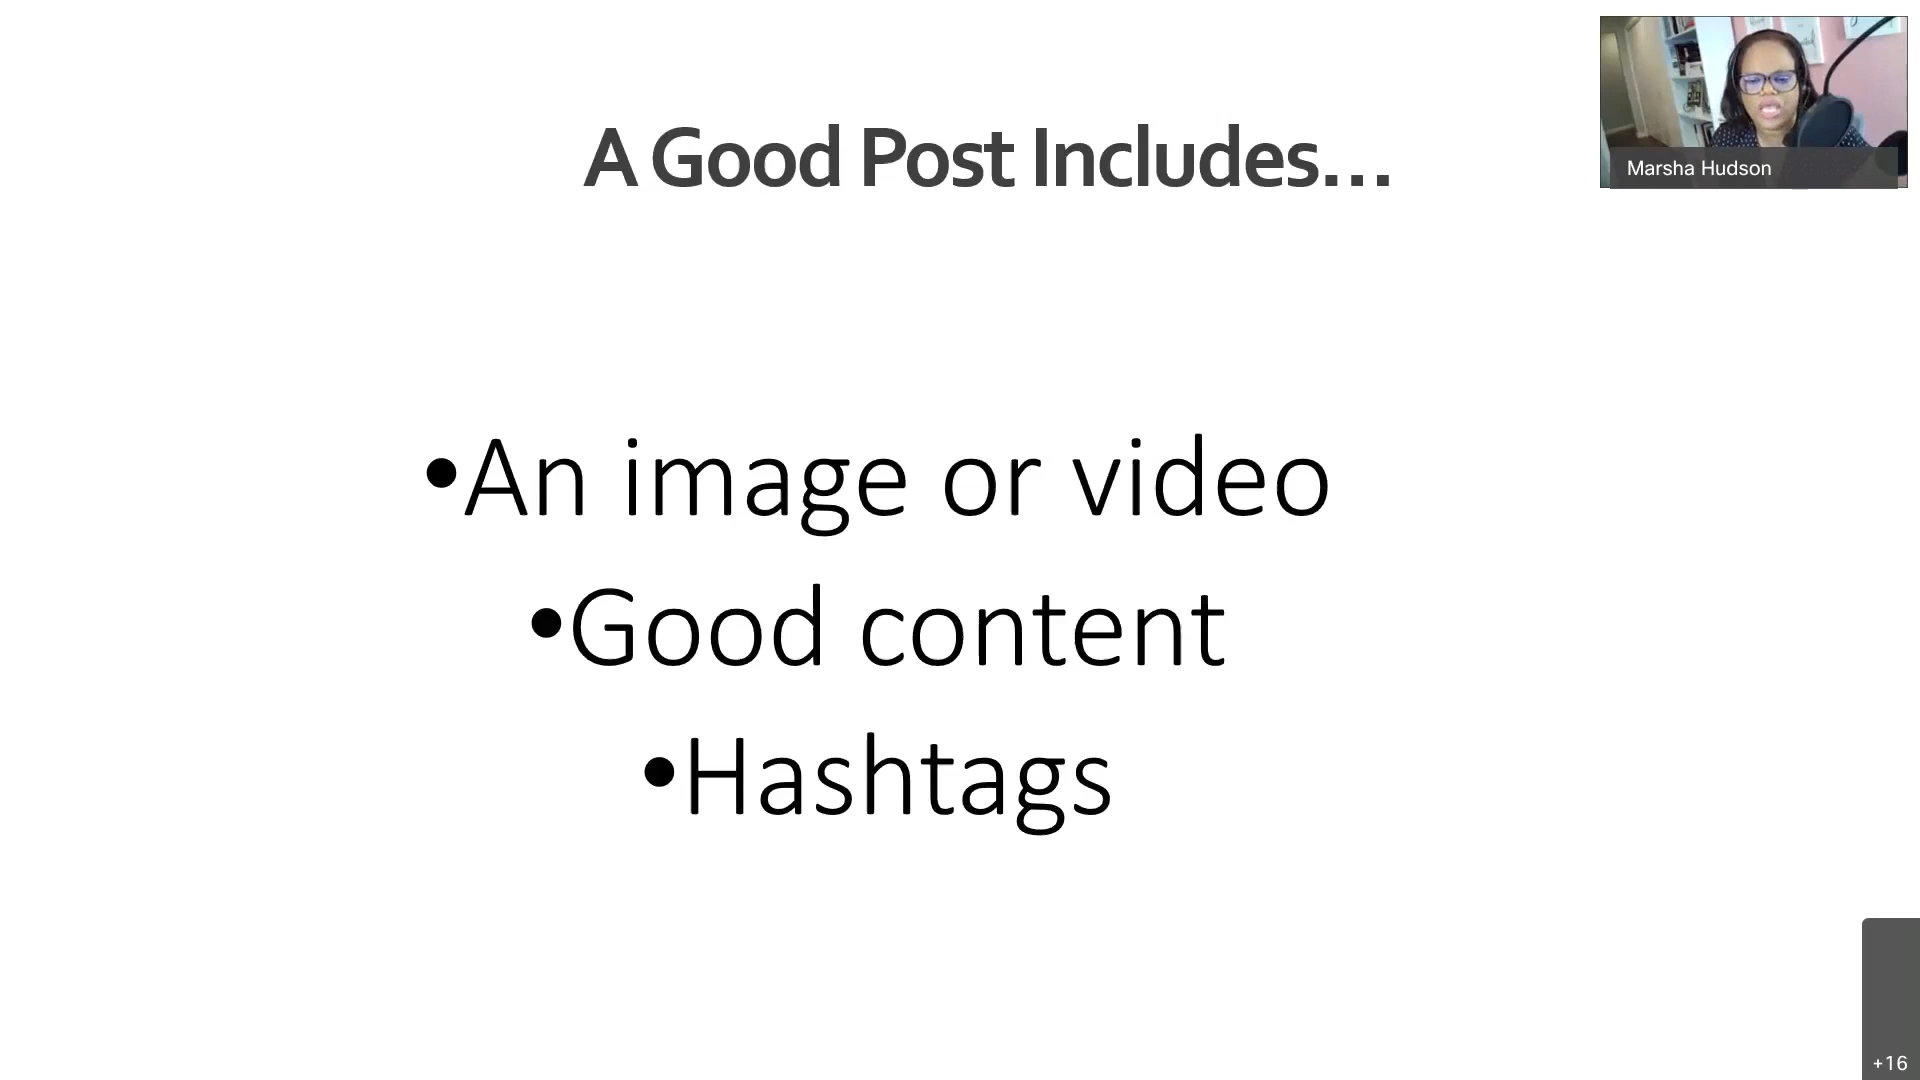 A Good Post Includes...
Marsha Hudson
•An image or video
•Good content
•Hashtags
+16